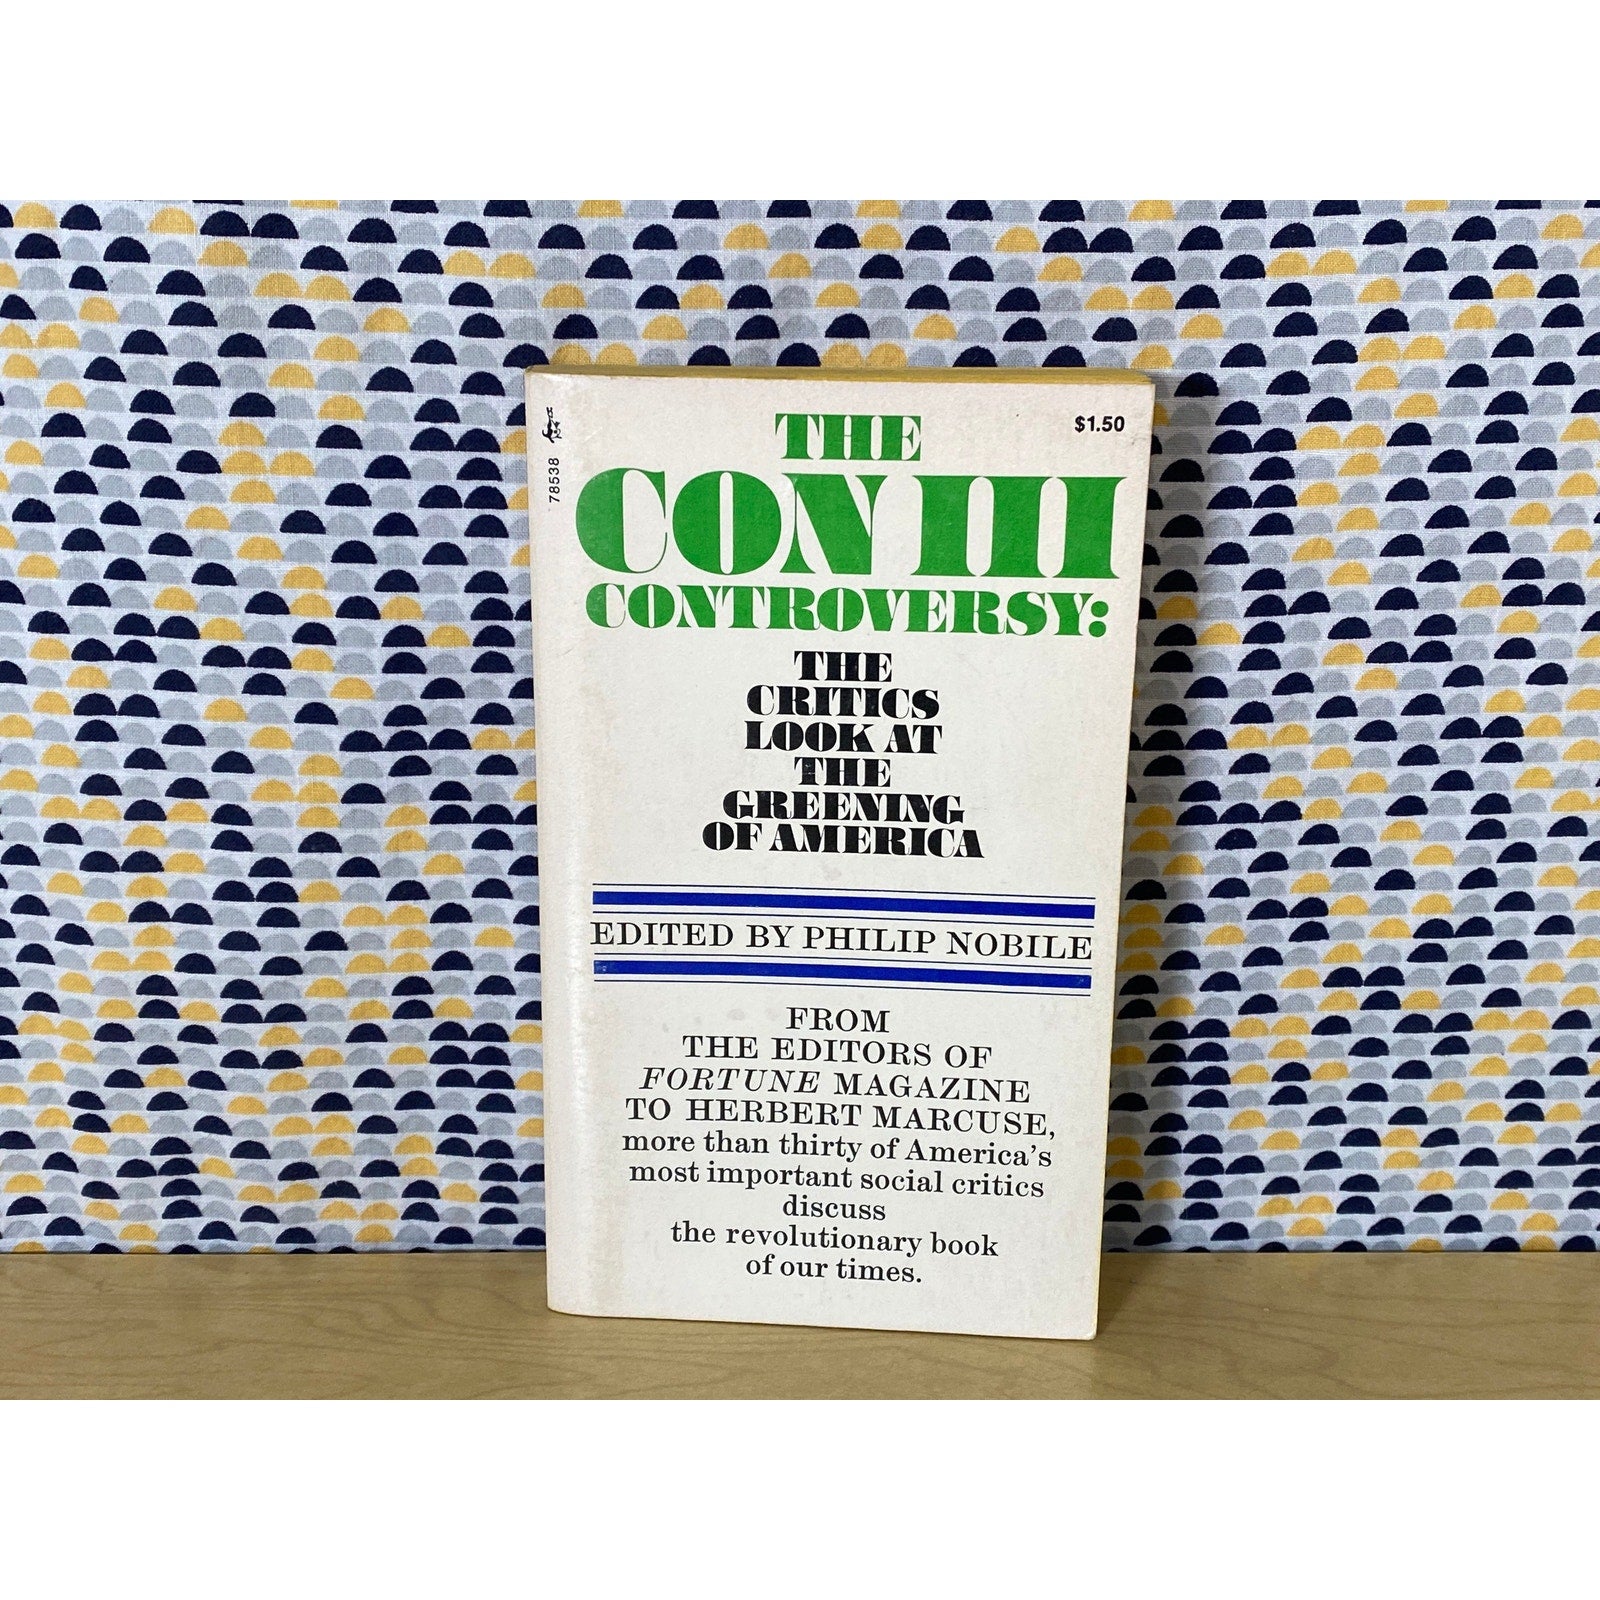 $1.50
78538
THE
CON III
CONTROVERSY:
THE
CRITICS
LOOK AT
THE
GREENING
OF AMERICA
EDITED BY PHILIP NOBILE
FROM
THE EDITORS OF
FORTUNE MAGAZINE
TO HERBERT MARCUSE,
more than thirty of America's
most important social critics
discuss
the revolutionary book
of our times.